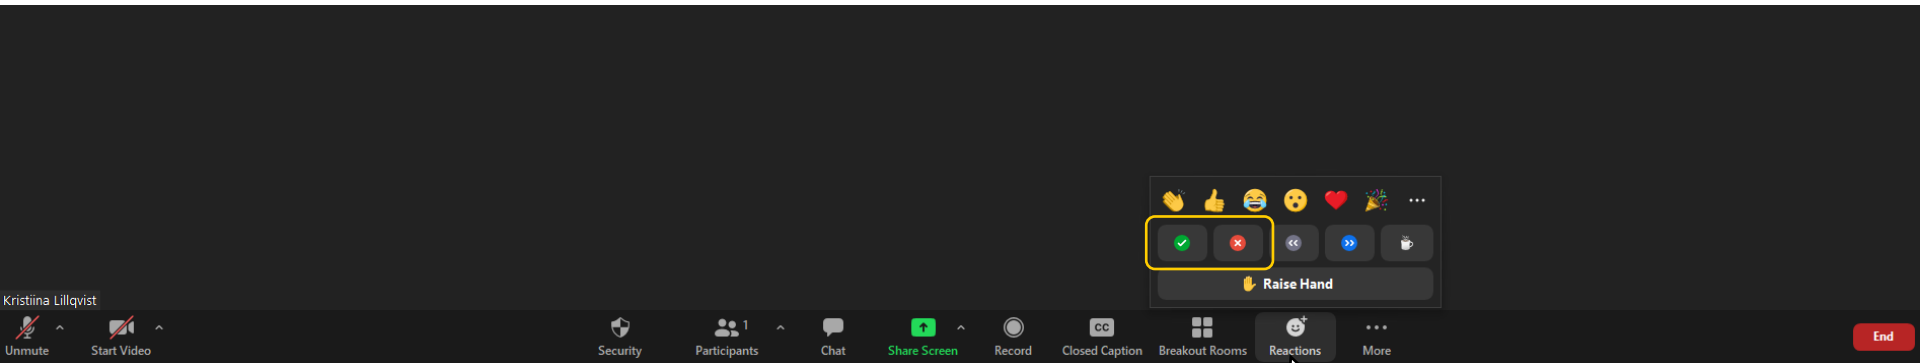 Raise Hand
Kristiina Lillqvist
1
CC
Unmute
Start Video
Security
Participants
Chat
Share Screen
Record
Closed Caption
Breakout Rooms
Reactions
More
End